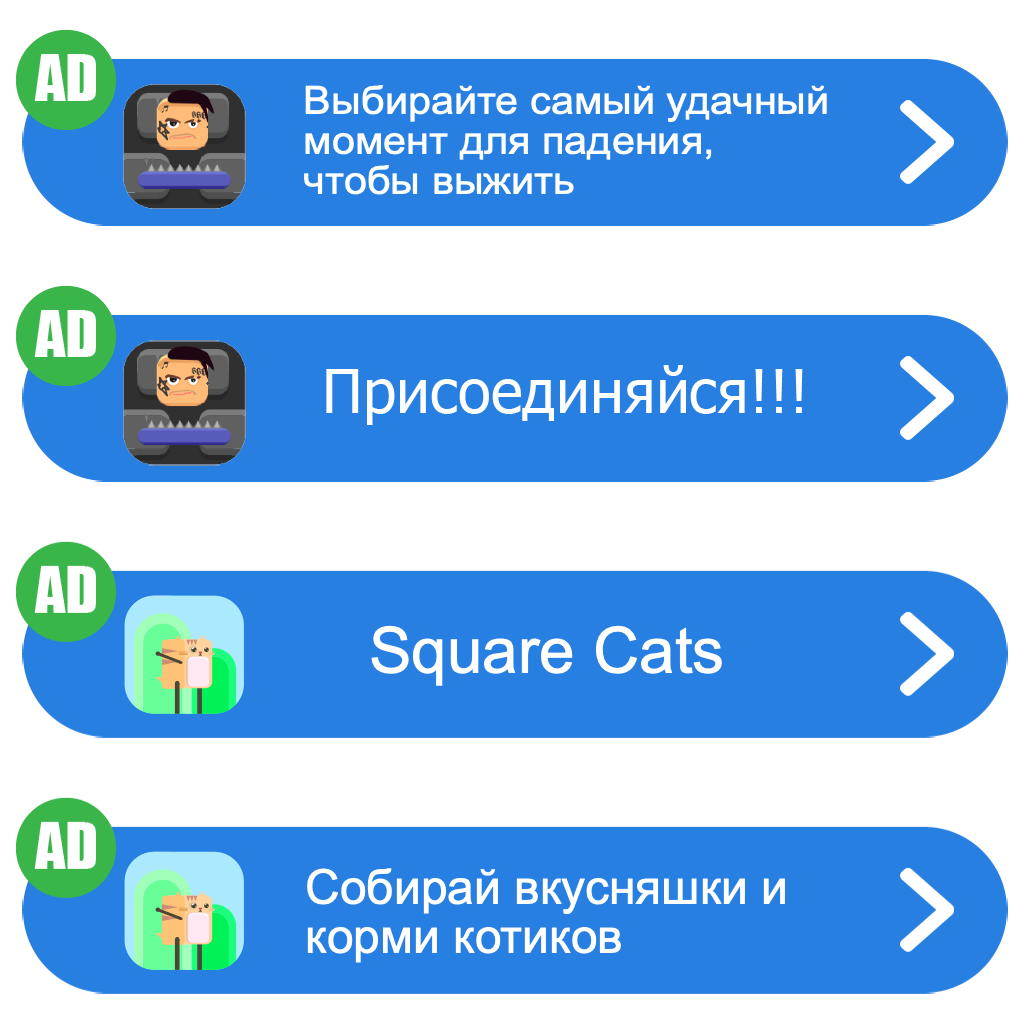 AD
Выбирайте самый удачный
момент для падения,
чтобы выжить
AD
Присоединяйся!!!
AD
Square Cats
AD
Собирай вкусняшки и
корми котиков